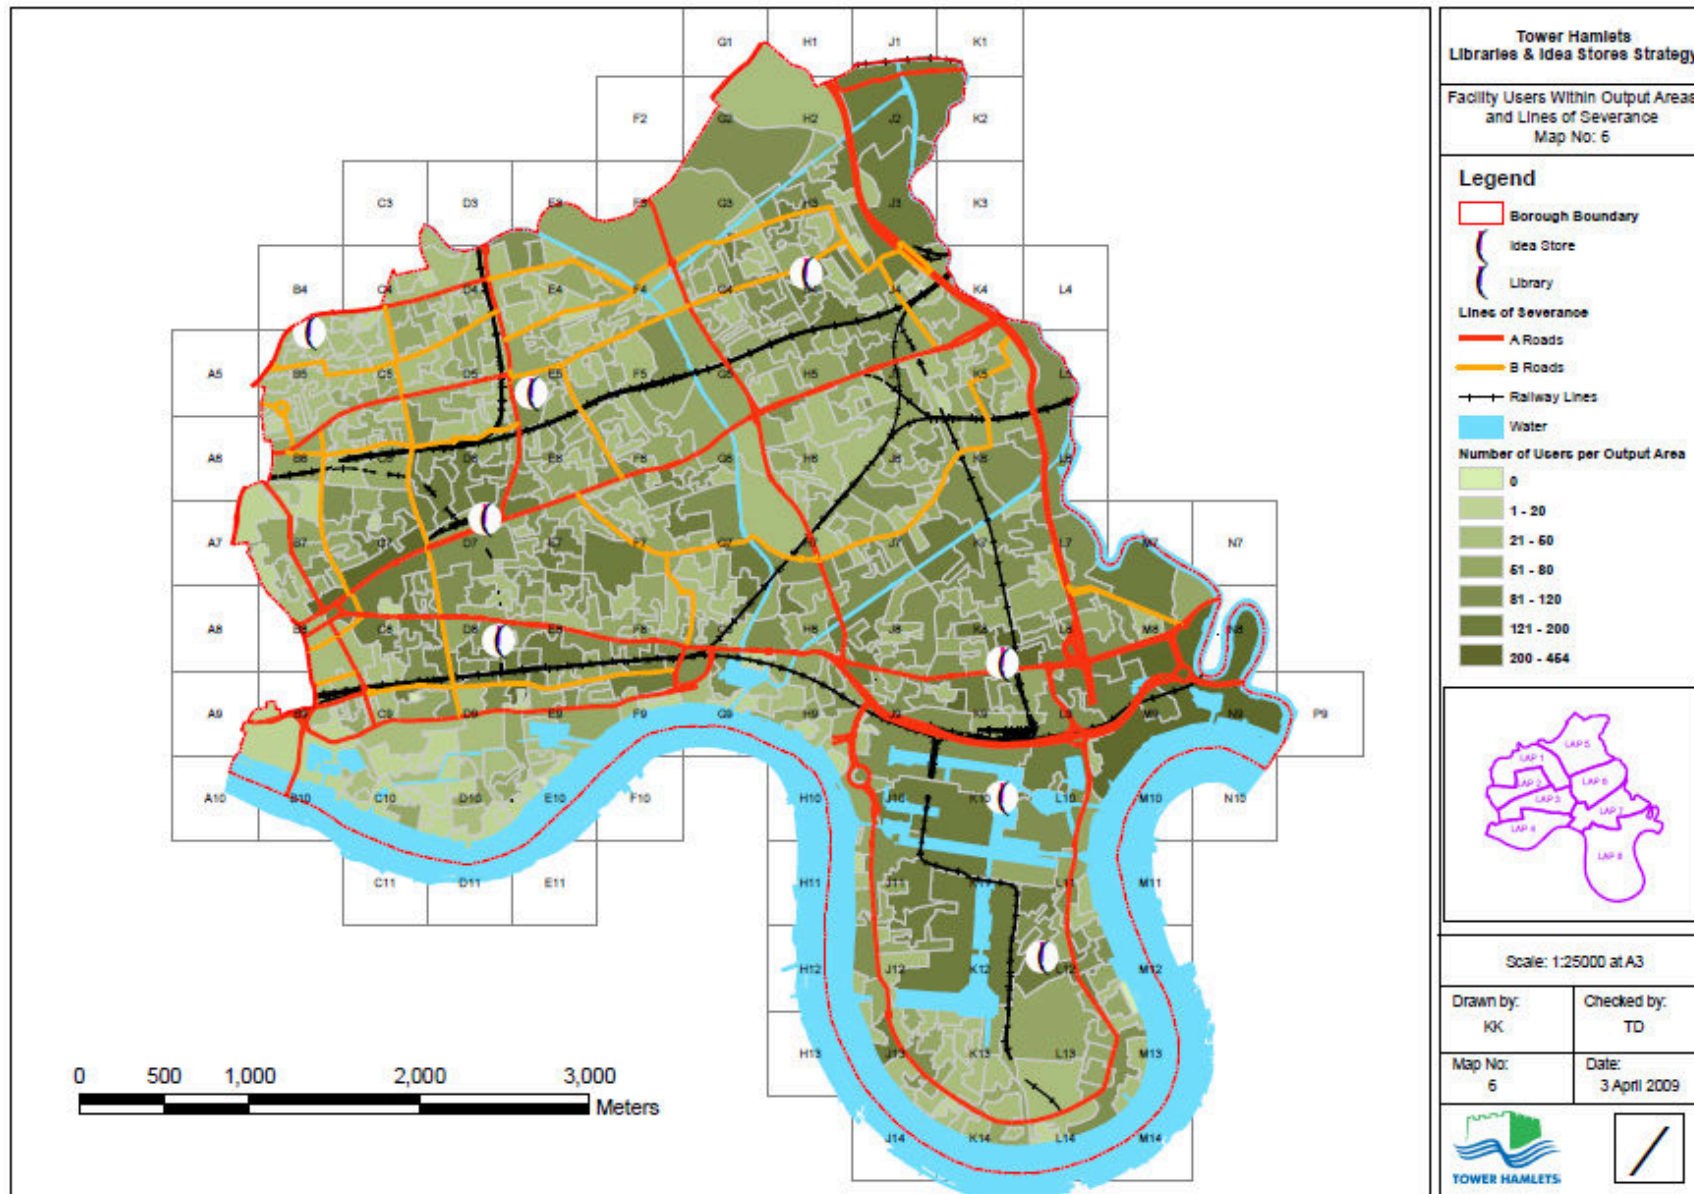 G1 H1 J1 K1
F2 G2 H2 J2 K2
C3 D3 E3 F3 G3 H3 J3 K3
B4 C4 D4 E4 F4 G4 J4 K4 L4
A5 B5 C5 D5 E5 F5 G5 H5 K5 L5
A6 B6 C6 D6 E6 F6 G6 H6 J6 K6 L6
A7 B7 C7 D7 E7 F7 G7 H7 J7 K7 L7 M7 N7
A8 B8 C8 D8 E8 F8 G8 H8 J8 K8 L8 M8 N8
A9 B9 C9 D9 E9 F9 G9 H9 J9 K9 L9 M9 N9 P9
A10 B10 C10 D10 E10 F10 H10 J10 K10 L10 M10 N10
C11 D11 E11 H11 J11 K11 L11 M11
H12 J12 K12 L12 M12
H13 J13 K13 L13 M13
J14 K14 L14 M14
0 500 1,000 2,000 3,000
Meters
Tower Hamlets
Libraries & Idea Stores Strategy
Facility Users Within Output Areas
and Lines of Severance
Map No: 6
Legend
Borough Boundary
Idea Store
Library
Lines of Severance
A Roads
B Roads
Railway Lines
Water
Number of Users per Output Area
0
1 - 20
21 - 50
51 - 80
81 - 120
121 - 200
200 - 454
LAP 5
LAP 1
LAP 6
LAP 2
LAP 3
LAP 7
LAP 4
LAP 8
Scale: 1:25000 at A3
Drawn by:
KK
Checked by:
TD
Map No:
6
Date:
3 April 2009
TOWER HAMLETS